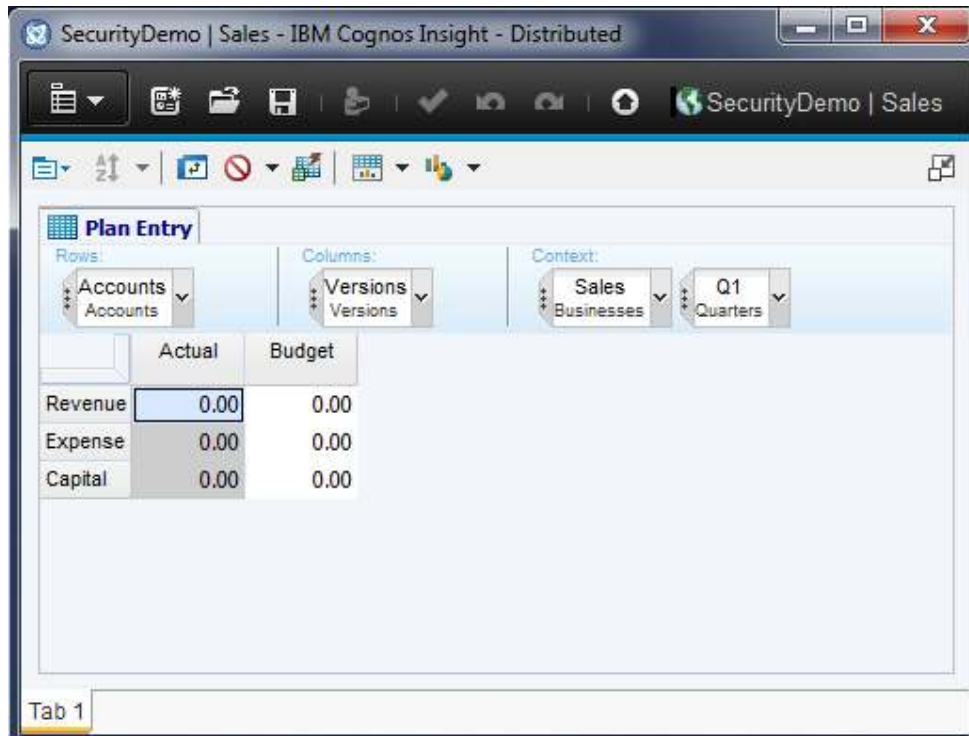 SecurityDemo | Sales - IBM Cognos Insight - Distributed
SecurityDemo | Sales
Plan Entry
Rows: Columns: Context:
Accounts Versions Sales Q1
Accounts Versions Businesses Quarters
Actual Budget
Revenue 0.00 0.00
Expense 0.00 0.00
Capital 0.00 0.00
Tab 1